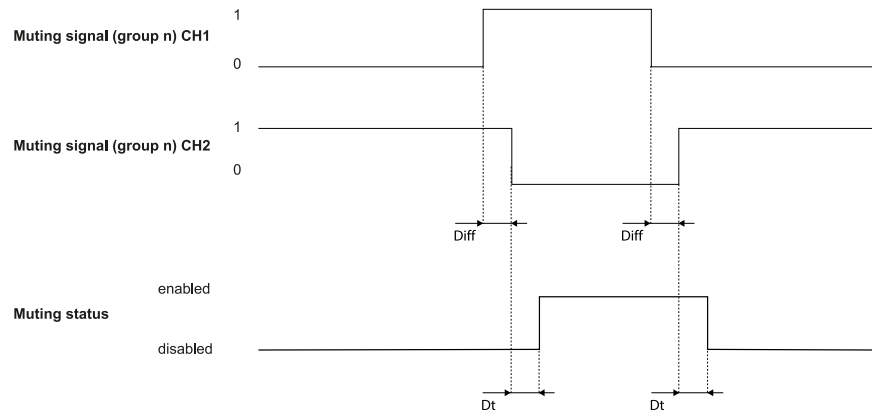 1
Muting signal (group n) CH1
0
1
Muting signal (group n) CH2
0
Diff Diff
enabled
Muting status
disabled
Dt Dt